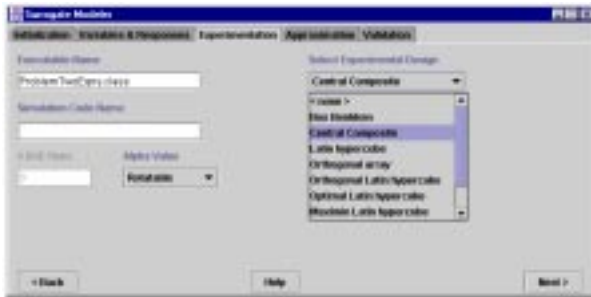 Surrogate Modeler
Initialization Variables & Responses Experimentation Approximation Validation
Executable Name
ProblemTwoExpry.class
Simulation Code Name
Alpha Value
Rotatable
Select Experimental Design
Central Composite
< none >
Box Benhken
Central Composite
Latin hypercube
Orthogonal array
Orthogonal Latin hypercube
Optimal Latin hypercube
Maximin Latin hypercube
< Back
Help
Next >